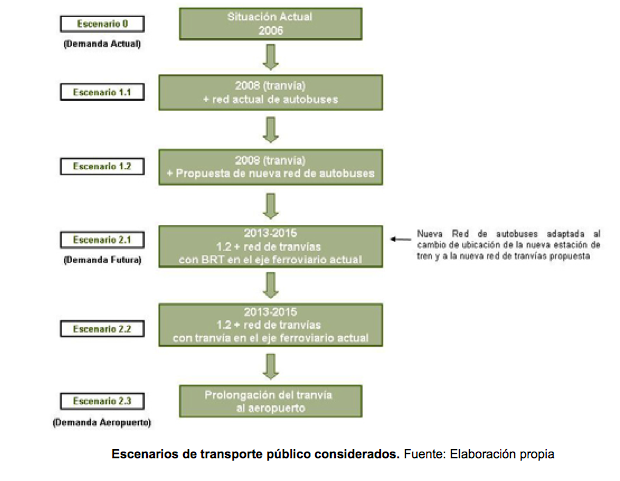 Escenario 0
Situación Actual
2006
(Demanda Actual)
Escenario 1.1
2008 (tranvía)
+ red actual de autobuses
Escenario 1.2
2008 (tranvía)
+ Propuesta de nueva red de autobuses
Escenario 2.1
(Demanda Futura)
2013-2015
1.2 + red de tranvías
con BRT en el eje ferroviario actual
Nueva Red de autobuses adaptada al
cambio de ubicación de la nueva estación de
tren y a la nueva red de tranvías propuesta
Escenario 2.2
2013-2015
1.2 + red de tranvías
con tranvía en el eje ferroviario actual
Escenario 2.3
(Demanda Aeropuerto)
Prolongación del tranvía
al aeropuerto
Escenarios de transporte público considerados. Fuente: Elaboración propia